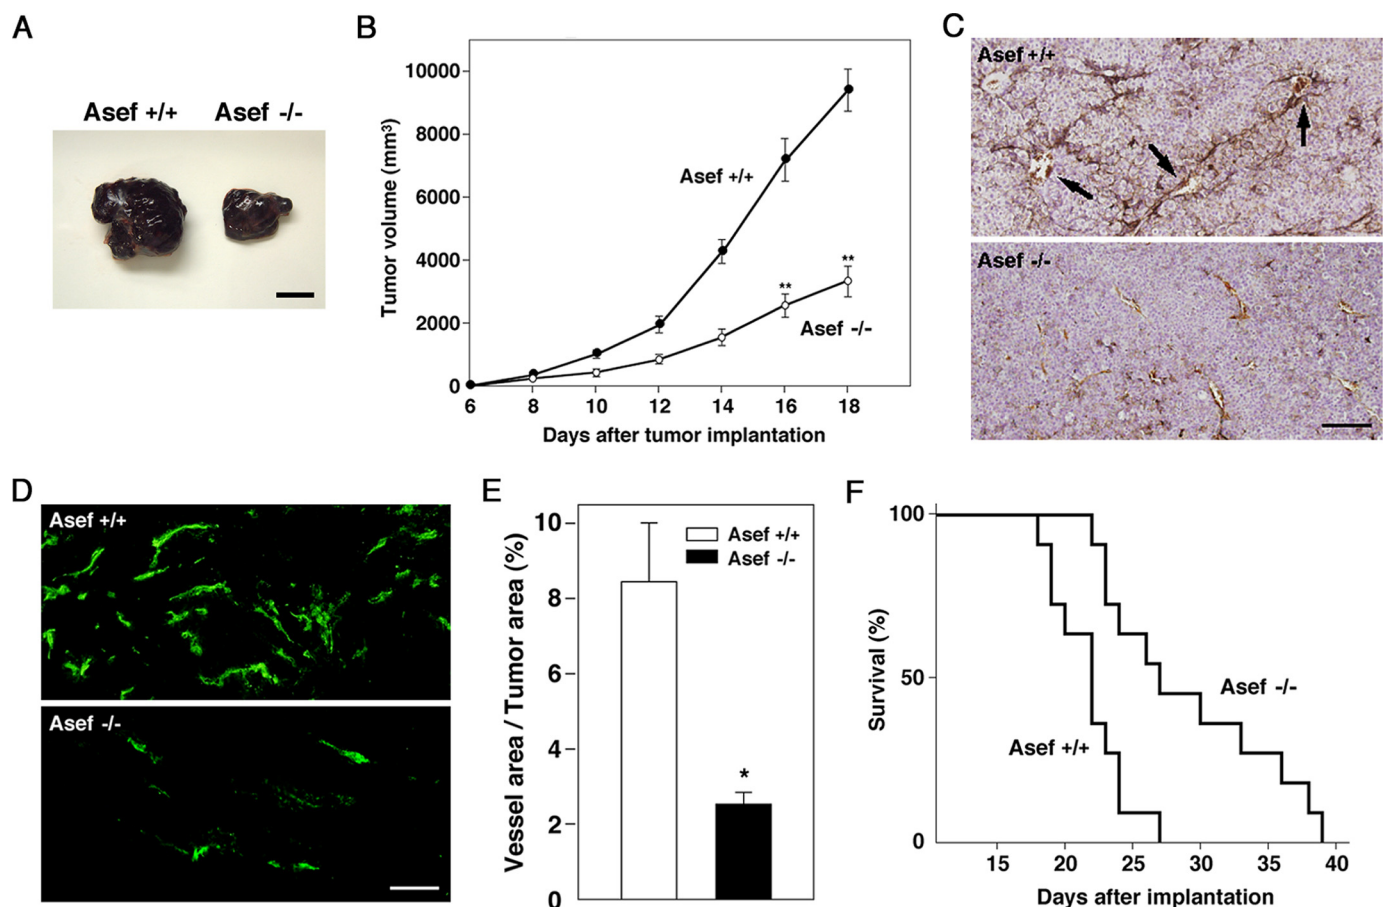 A
Asef +/+
Asef -/-
B
Tumor volume (mm³)
10000
8000
6000
4000
2000
0
Asef +/+
**
**
Asef -/-
6 8 10 12 14 16 18
Days after tumor implantation
C
Asef +/+
Asef -/-
D
Asef +/+
Asef -/-
E
Vessel area / Tumor area (%)
10
8
6
4
2
0
Asef +/+
Asef -/-
*
F
Survival (%)
100
50
0
Asef -/-
Asef +/+
15 20 25 30 35 40
Days after implantation